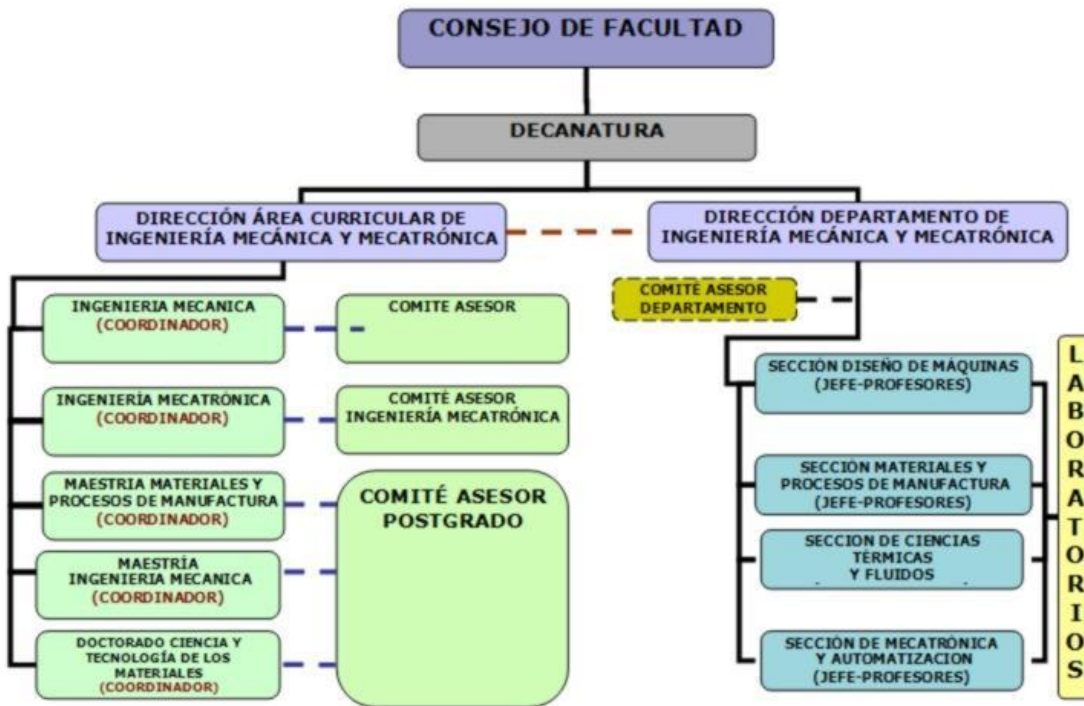 CONSEJO DE FACULTAD
DECANATURA
DIRECCIÓN ÁREA CURRICULAR DE
INGENIERÍA MECÁNICA Y MECATRÓNICA
DIRECCIÓN DEPARTAMENTO DE
INGENIERÍA MECÁNICA Y MECATRÓNICA
COMITÉ ASESOR
DEPARTAMENTO
INGENIERIA MECANICA
(COORDINADOR)
COMITE ASESOR
INGENIERÍA MECATRÓNICA
(COORDINADOR)
COMITÉ ASESOR
INGENIERÍA MECATRÓNICA
MAESTRIA MATERIALES Y
PROCESOS DE MANUFACTURA
(COORDINADOR)
COMITÉ ASESOR
POSTGRADO
MAESTRÍA
INGENIERIA MECANICA
(COORDINADOR)
DOCTORADO CIENCIA Y
TECNOLOGÍA DE LOS
MATERIALES
(COORDINADOR)
SECCIÓN DISEÑO DE MÁQUINAS
(JEFE-PROFESORES)
SECCIÓN MATERIALES Y
PROCESOS DE MANUFACTURA
(JEFE-PROFESORES)
SECCION DE CIENCIAS
TÉRMICAS
Y FLUIDOS
SECCIÓN DE MECATRÓNICA
Y AUTOMATIZACION
(JEFE-PROFESORES)
LABORATORIOS